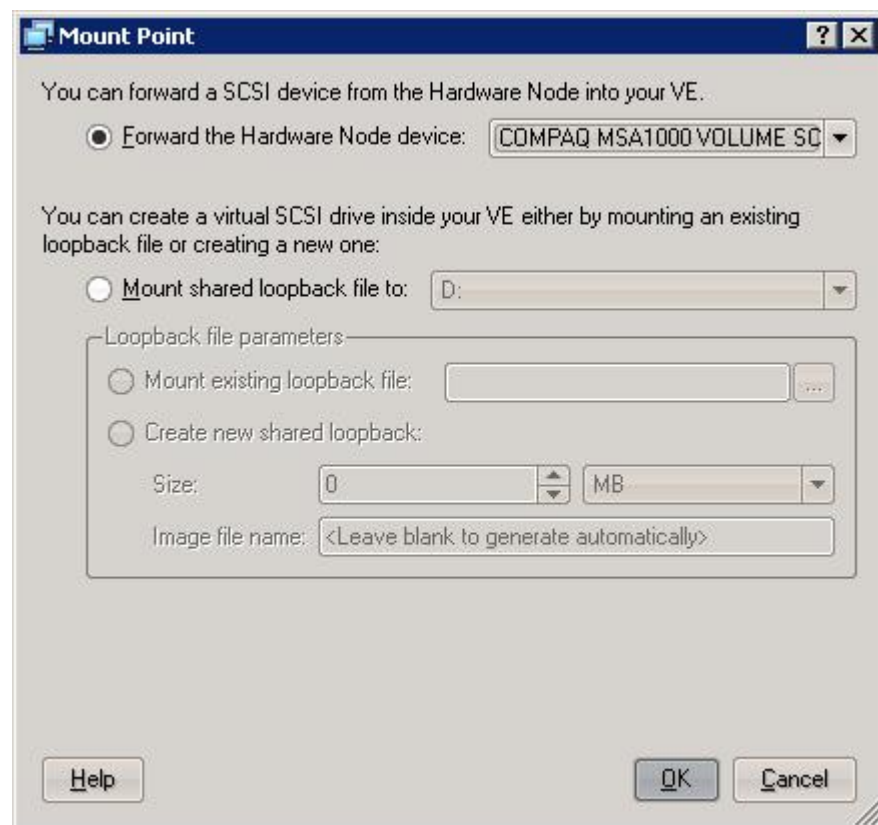 Mount Point
You can forward a SCSI device from the Hardware Node into your VE.
Forward the Hardware Node device: COMPAQ MSA1000 VOLUME SC
You can create a virtual SCSI drive inside your VE either by mounting an existing
loopback file or creating a new one:
Mount shared loopback file to: D:
Loopback file parameters
Mount existing loopback file: ...
Create new shared loopback:
Size: 0 MB
Image file name: <Leave blank to generate automatically>
Help OK Cancel